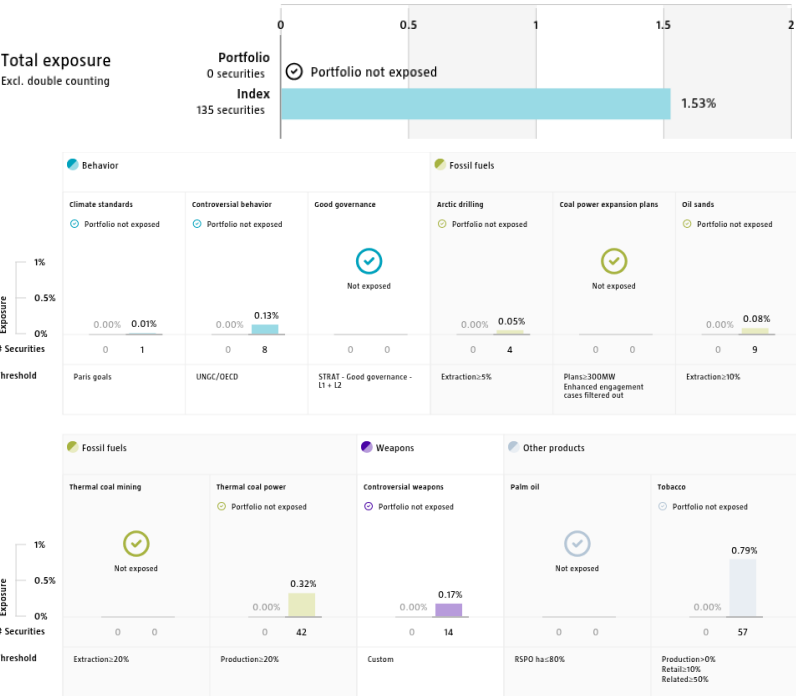 0 0.5 1 1.5 2
Total exposure
Excl. double counting
Portfolio
0 securities
Portfolio not exposed
Index
135 securities
1.53%
Behavior
Fossil fuels
Climate standards
Controversial behavior
Good governance
Arctic drilling
Coal power expansion plans
Oil sands
Portfolio not exposed
Portfolio not exposed
Portfolio not exposed
Portfolio not exposed
Not exposed
Not exposed
Exposure
1%
0.5%
0%
0.00% 0.01%
0.00% 0.13%
0.00% 0.05%
0.00% 0.08%
Securities
0 1
0 8
0 0
0 4
0 0
0 9
hreshold
Paris goals
UNGC/OECD
STRAT - Good governance -
L1 + L2
Extraction≥5%
Plans≥300MW
Enhanced engagement
cases filtered out
Extraction≥10%
Fossil fuels
Weapons
Other products
Thermal coal mining
Thermal coal power
Controversial weapons
Palm oil
Tobacco
Portfolio not exposed
Portfolio not exposed
Portfolio not exposed
Not exposed
Not exposed
Exposure
1%
0.5%
0%
0.00% 0.32%
0.00% 0.17%
0.00% 0.79%
Securities
0 0
0 42
0 14
0 0
0 57
hreshold
Extraction≥20%
Production≥20%
Custom
RSPO ha≤80%
Production>0%
Retail≥10%
Related≥50%